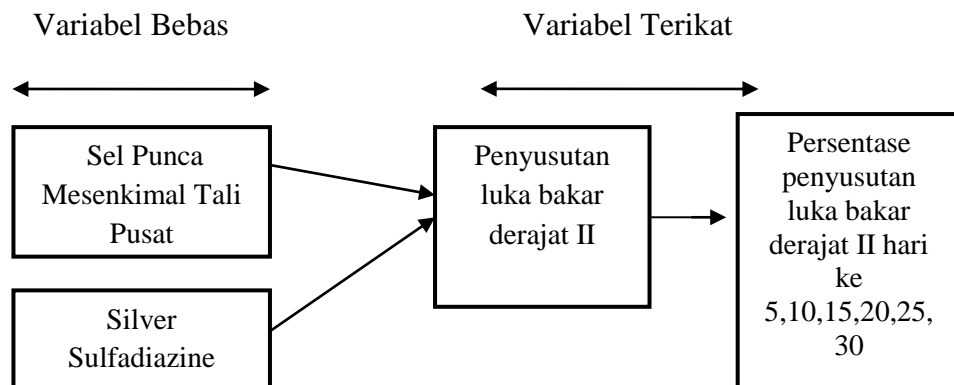 Variabel Bebas
Variabel Terikat
Sel Punca
Mesenkimal Tali
Pusat
Silver
Sulfadiazine
Penyusutan
luka bakar
derajat II
Persentase
penyusutan
luka bakar
derajat II hari
ke
5,10,15,20,25,
30